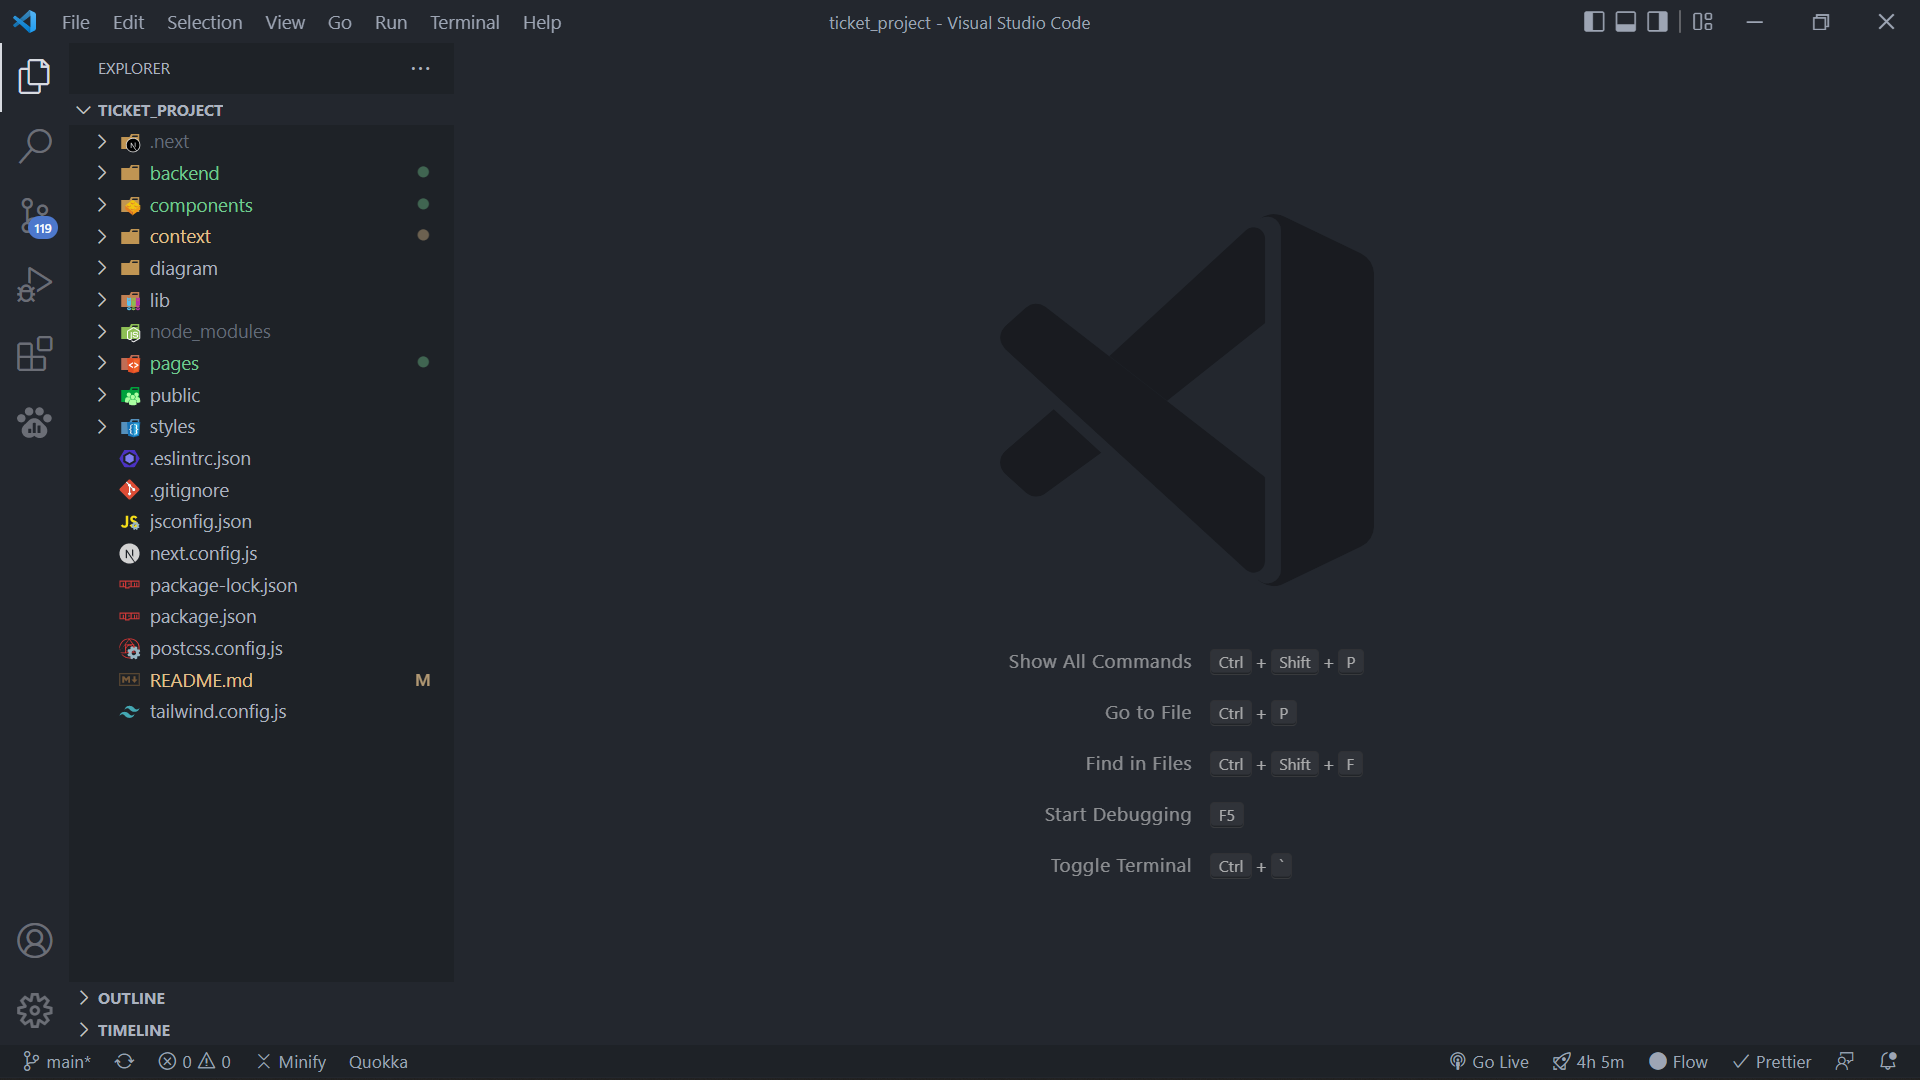 File Edit Selection View Go Run Terminal Help
ticket_project - Visual Studio Code
EXPLORER
TICKET_PROJECT
.next
backend
components
context
diagram
lib
node_modules
pages
public
styles
.eslintrc.json
.gitignore
jsconfig.json
next.config.js
package-lock.json
package.json
postcss.config.js
README.md M
tailwind.config.js
OUTLINE
TIMELINE
119
Show All Commands Ctrl + Shift + P
Go to File Ctrl + P
Find in Files Ctrl + Shift + F
Start Debugging F5
Toggle Terminal Ctrl + `
main* 0 0 Minify Quokka
Go Live 4h 5m Flow Prettier